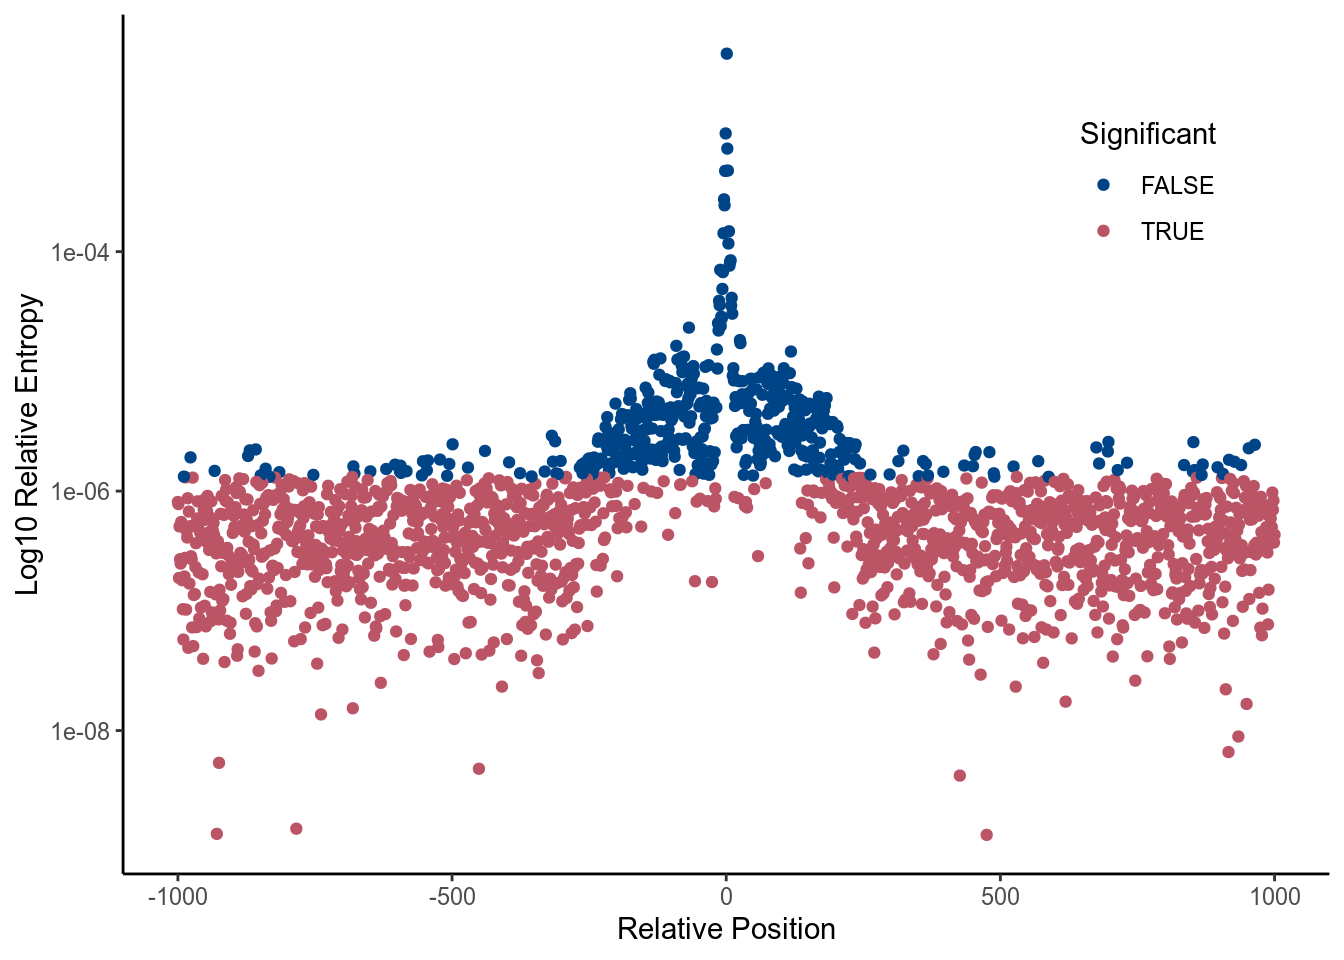 Significant
FALSE
TRUE
Log10 Relative Entropy
1e-04
1e-06
1e-08
-1000 -500 0 500 1000
Relative Position